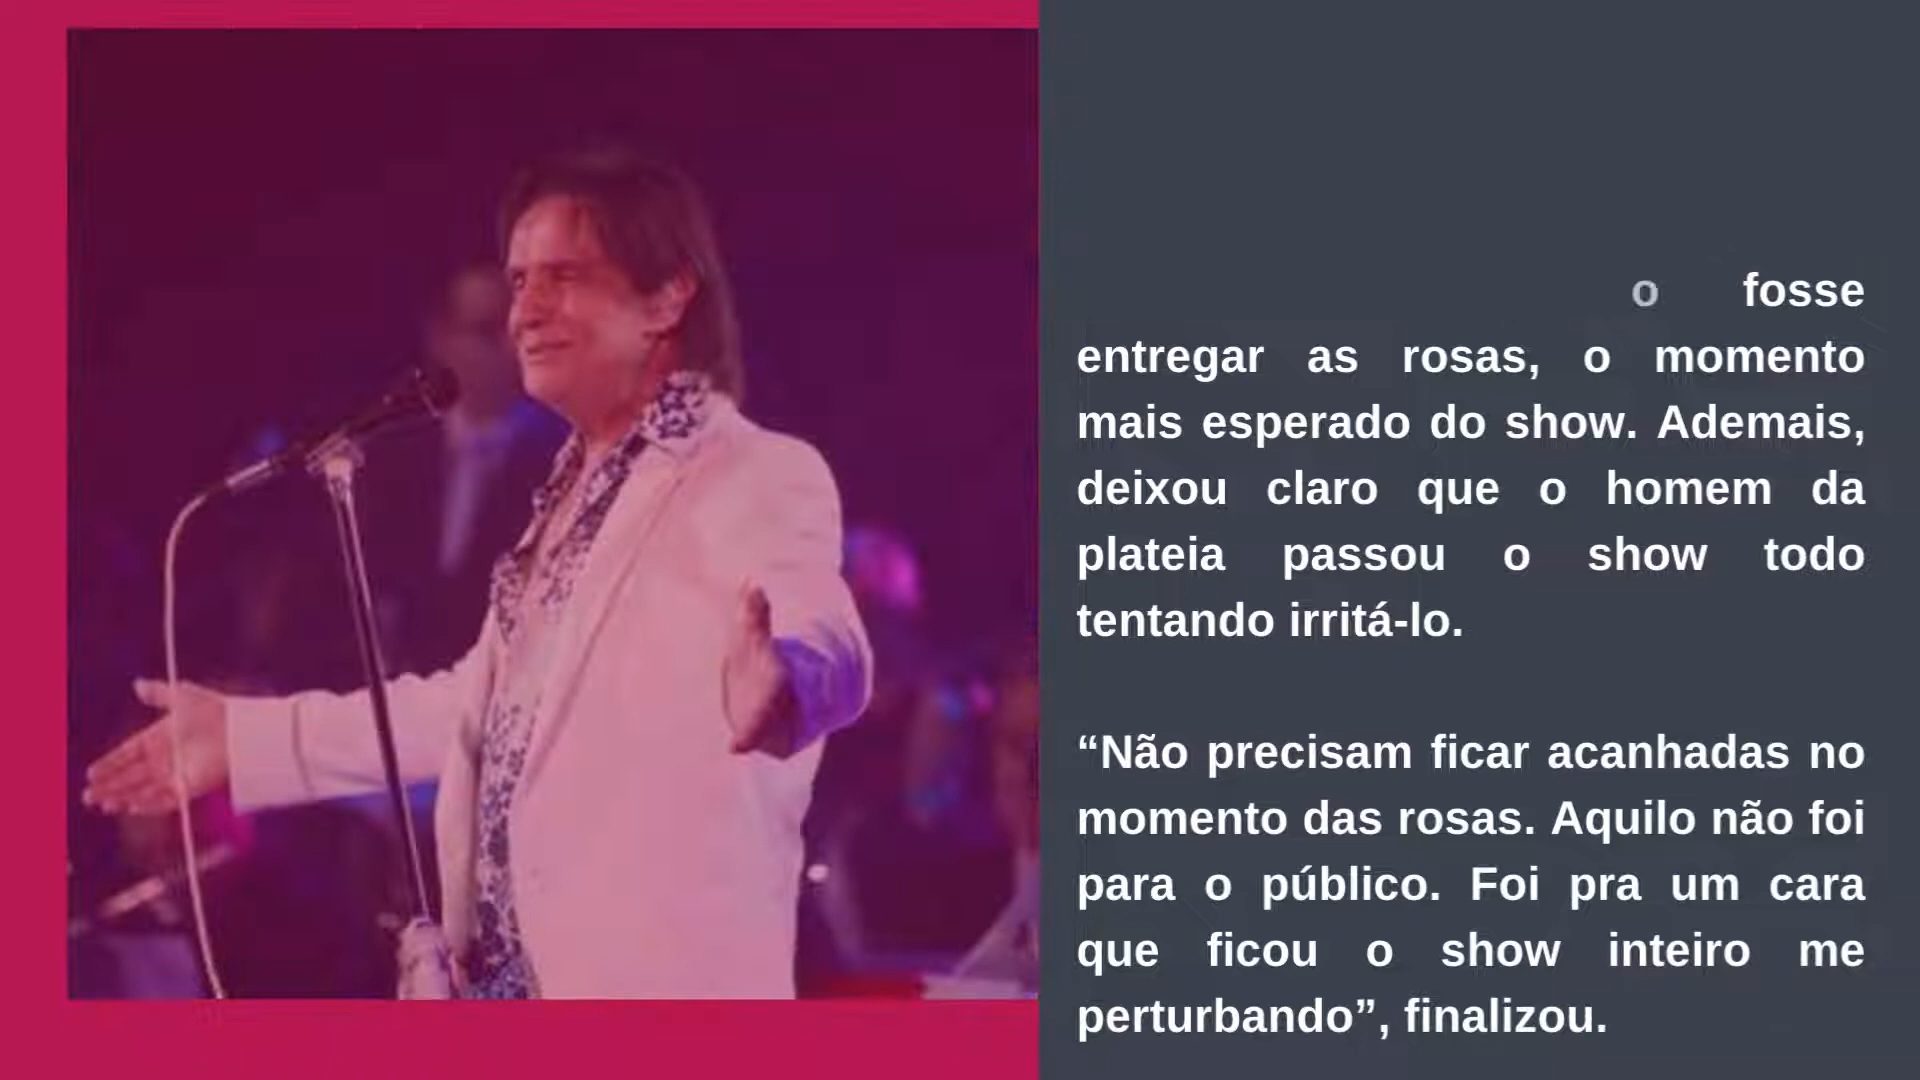 o fosse
entregar as rosas, o momento
mais esperado do show. Ademais,
deixou claro que o homem da
plateia passou o show todo
tentando irritá-lo.
“Não precisam ficar acanhadas no
momento das rosas. Aquilo não foi
para o público. Foi pra um cara
que ficou o show inteiro me
perturbando”, finalizou.